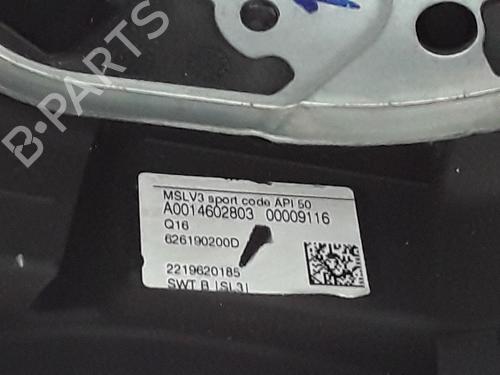 B-PARTS
MSLV3 sport code API 50
A0014602803 00009116
Q16
626190200D
2219620185
SWT B |SL3|